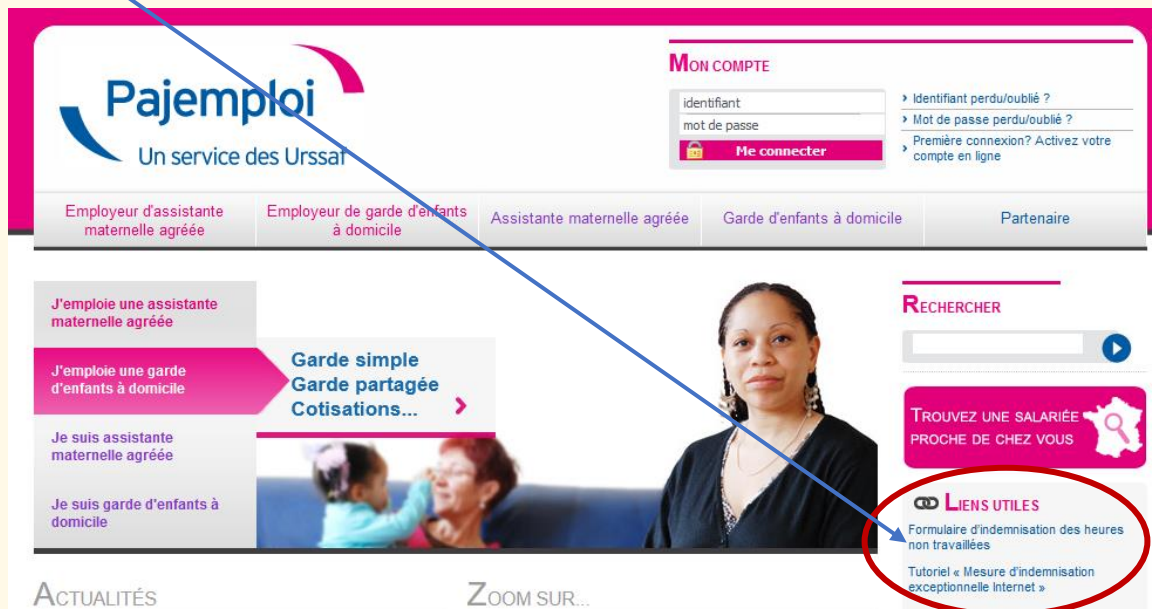 Pajemploi
Un service des Urssaf
MON COMPTE
identifiant
mot de passe
Me connecter
Identifiant perdu/oublié ?
Mot de passe perdu/oublié ?
Première connexion? Activez votre
compte en ligne
Employeur d'assistante
maternelle agréée
Employeur de garde d'enfants
à domicile
Assistante maternelle agréée
Garde d'enfants à domicile
Partenaire
J'emploie une assistante
maternelle agréée
J'emploie une garde
d'enfants à domicile
Je suis assistante
maternelle agréée
Je suis garde d'enfants à
domicile
Garde simple
Garde partagée
Cotisations...
RECHERCHER
TROUVEZ UNE SALARIÉE
PROCHE DE CHEZ VOUS
LIENS UTILES
Formulaire d'indemnisation des heures
non travaillées
Tutoriel « Mesure d'indemnisation
exceptionnelle Internet »
ACTUALITÉS
ZOOM SUR...